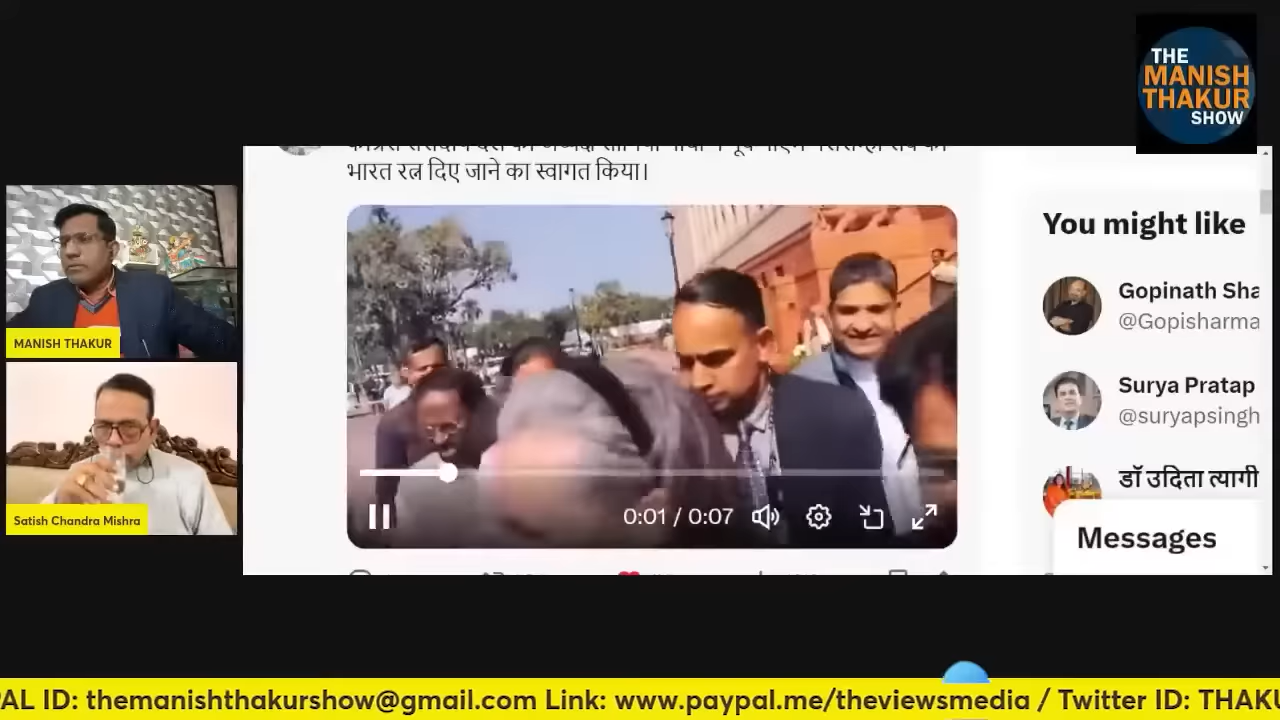 THE
MANISH
THAKUR
SHOW
भारत रत्न दिए जाने का स्वागत किया।
You might like
Gopinath Sha
@Gopisharma
Surya Pratap
@suryapsingh
डॉ उदिता त्यागी
Messages
0:01 / 0:07
MANISH THAKUR
Satish Chandra Mishra
PAL ID: themanishthakurshow@gmail.com Link: www.paypal.me/theviewsmedia / Twitter ID: THAKU